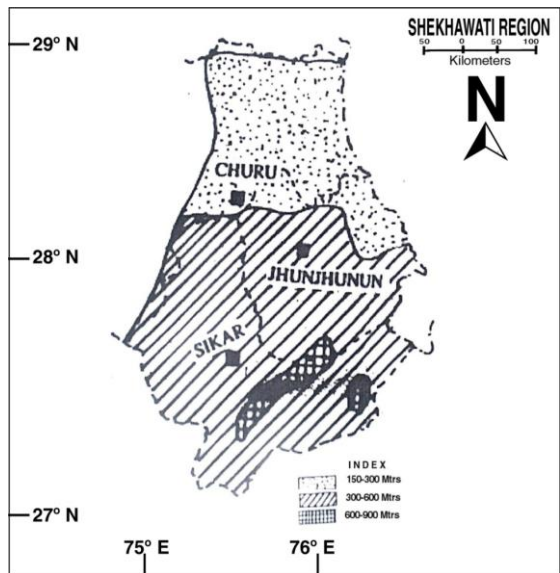 SHEKHAWATI REGION
50 0 50 100
Kilometers
N
29° N
CHURU
28° N
JHUNJHUNUN
SIKAR
INDEX
150-300 Mtrs
300-600 Mtrs
600-900 Mtrs
27° N
75° E 76° E